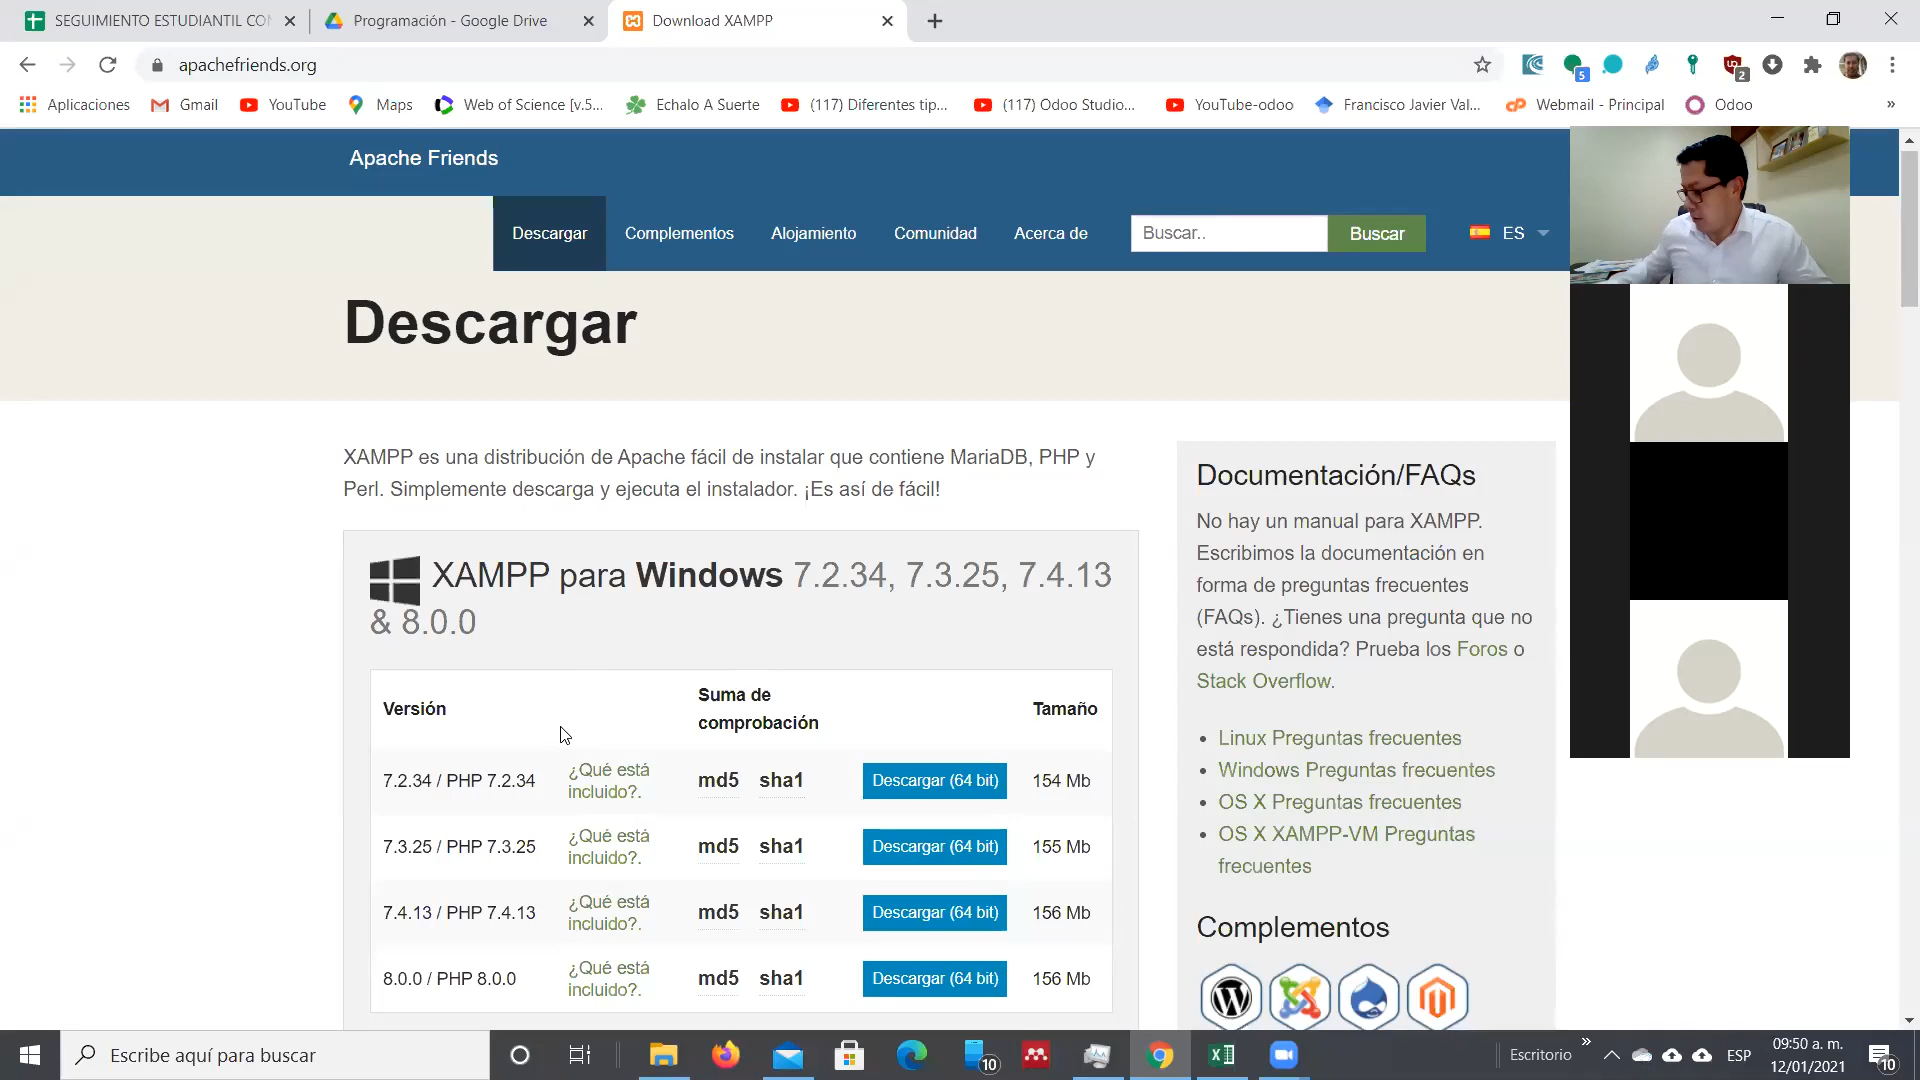 SEGUIMIENTO ESTUDIANTIL CON
Programación - Google Drive
Download XAMPP
apachefriends.org
5
2
Aplicaciones
Gmail
YouTube
Maps
Web of Science [v.5...
Echalo A Suerte
(117) Diferentes tip...
(117) Odoo Studio...
YouTube-odoo
Francisco Javier Val...
Webmail - Principal
Odoo
»
Apache Friends
Descargar
Complementos
Alojamiento
Comunidad
Acerca de
Buscar..
Buscar
ES
Descargar
XAMPP es una distribución de Apache fácil de instalar que contiene MariaDB, PHP y
Perl. Simplemente descarga y ejecuta el instalador. ¡Es así de fácil!
XAMPP para Windows 7.2.34, 7.3.25, 7.4.13
& 8.0.0
Versión
Suma de
comprobación
Tamaño
7.2.34 / PHP 7.2.34
¿Qué está
incluido?.
md5
sha1
Descargar (64 bit)
154 Mb
7.3.25 / PHP 7.3.25
¿Qué está
incluido?.
md5
sha1
Descargar (64 bit)
155 Mb
7.4.13 / PHP 7.4.13
¿Qué está
incluido?.
md5
sha1
Descargar (64 bit)
156 Mb
8.0.0 / PHP 8.0.0
¿Qué está
incluido?.
md5
sha1
Descargar (64 bit)
156 Mb
Documentación/FAQs
No hay un manual para XAMPP.
Escribimos la documentación en
forma de preguntas frecuentes
(FAQs). ¿Tienes una pregunta que no
está respondida? Prueba los Foros o
Stack Overflow.
Linux Preguntas frecuentes
Windows Preguntas frecuentes
OS X Preguntas frecuentes
OS X XAMPP-VM Preguntas
frecuentes
Complementos
Escribe aquí para buscar
10
Escritorio
»
ESP
09:50 a. m.
12/01/2021
10